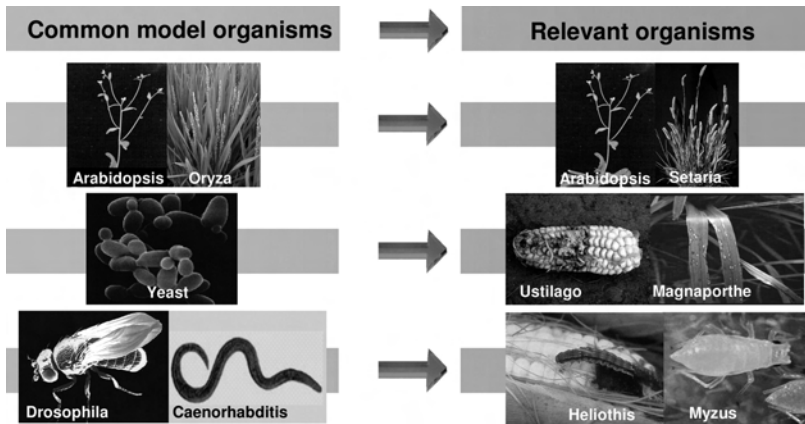 Common model organisms
Relevant organisms
Arabidopsis
Oryza
Arabidopsis
Setaria
Yeast
Ustilago
Magnaporthe
Drosophila
Caenorhabditis
Heliothis
Myzus